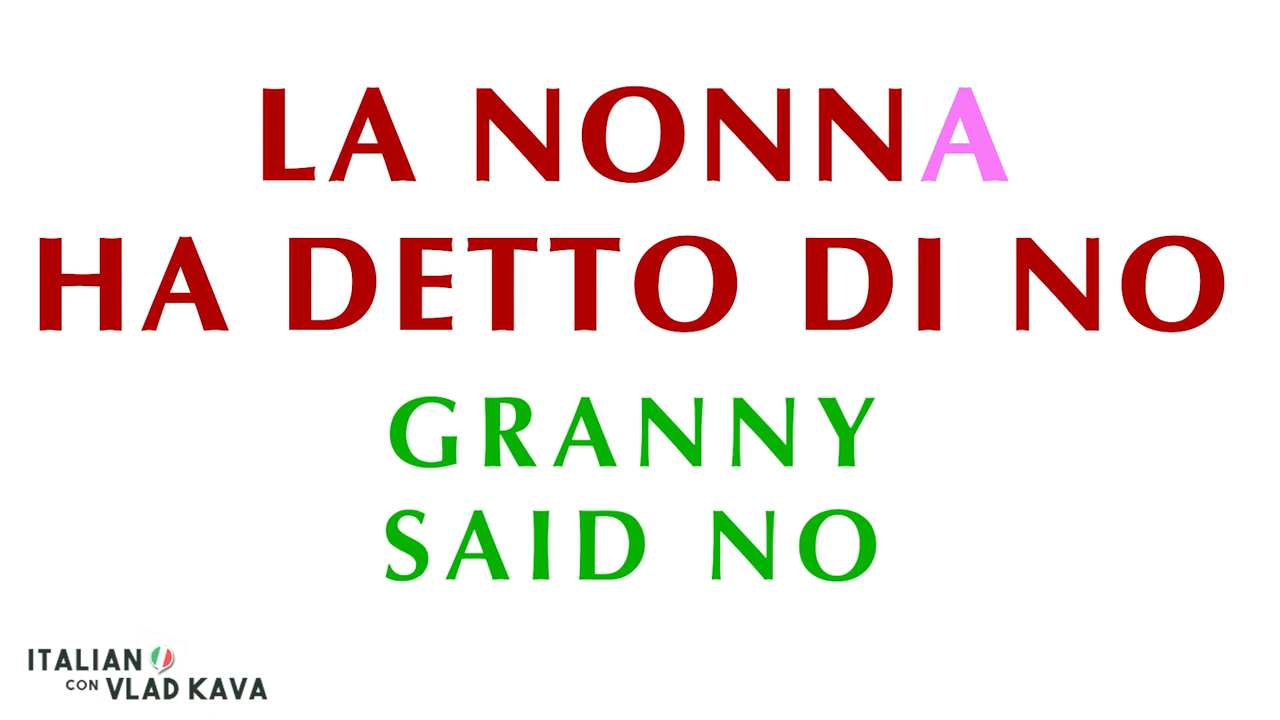 LA NONNA
HA DETTO DI NO
GRANNY
SAID NO
ITALIAN
CON VLAD KAVA